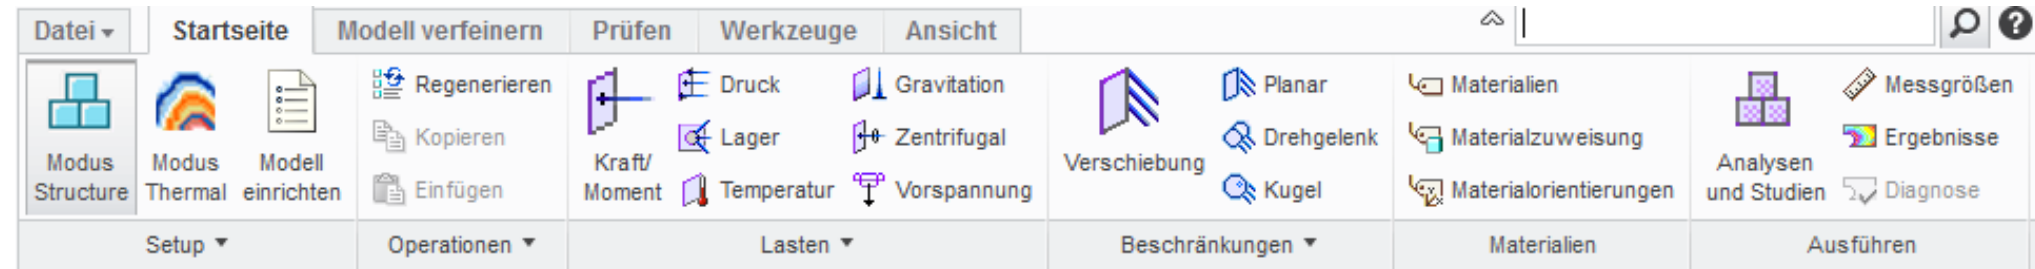 Datei Startseite Modell verfeinern Prüfen Werkzeuge Ansicht
Modus
Structure
Modus
Thermal
Modell
einrichten
Setup
Regenerieren
Kopieren
Einfügen
Operationen
Kraft/
Moment
Druck
Lager
Temperatur
Gravitation
Zentrifugal
Vorspannung
Lasten
Verschiebung
Planar
Drehgelenk
Kugel
Beschränkungen
Materialien
Materialzuweisung
Materialorientierungen
Materialien
Analysen
und Studien
Messgrößen
Ergebnisse
Diagnose
Ausführen